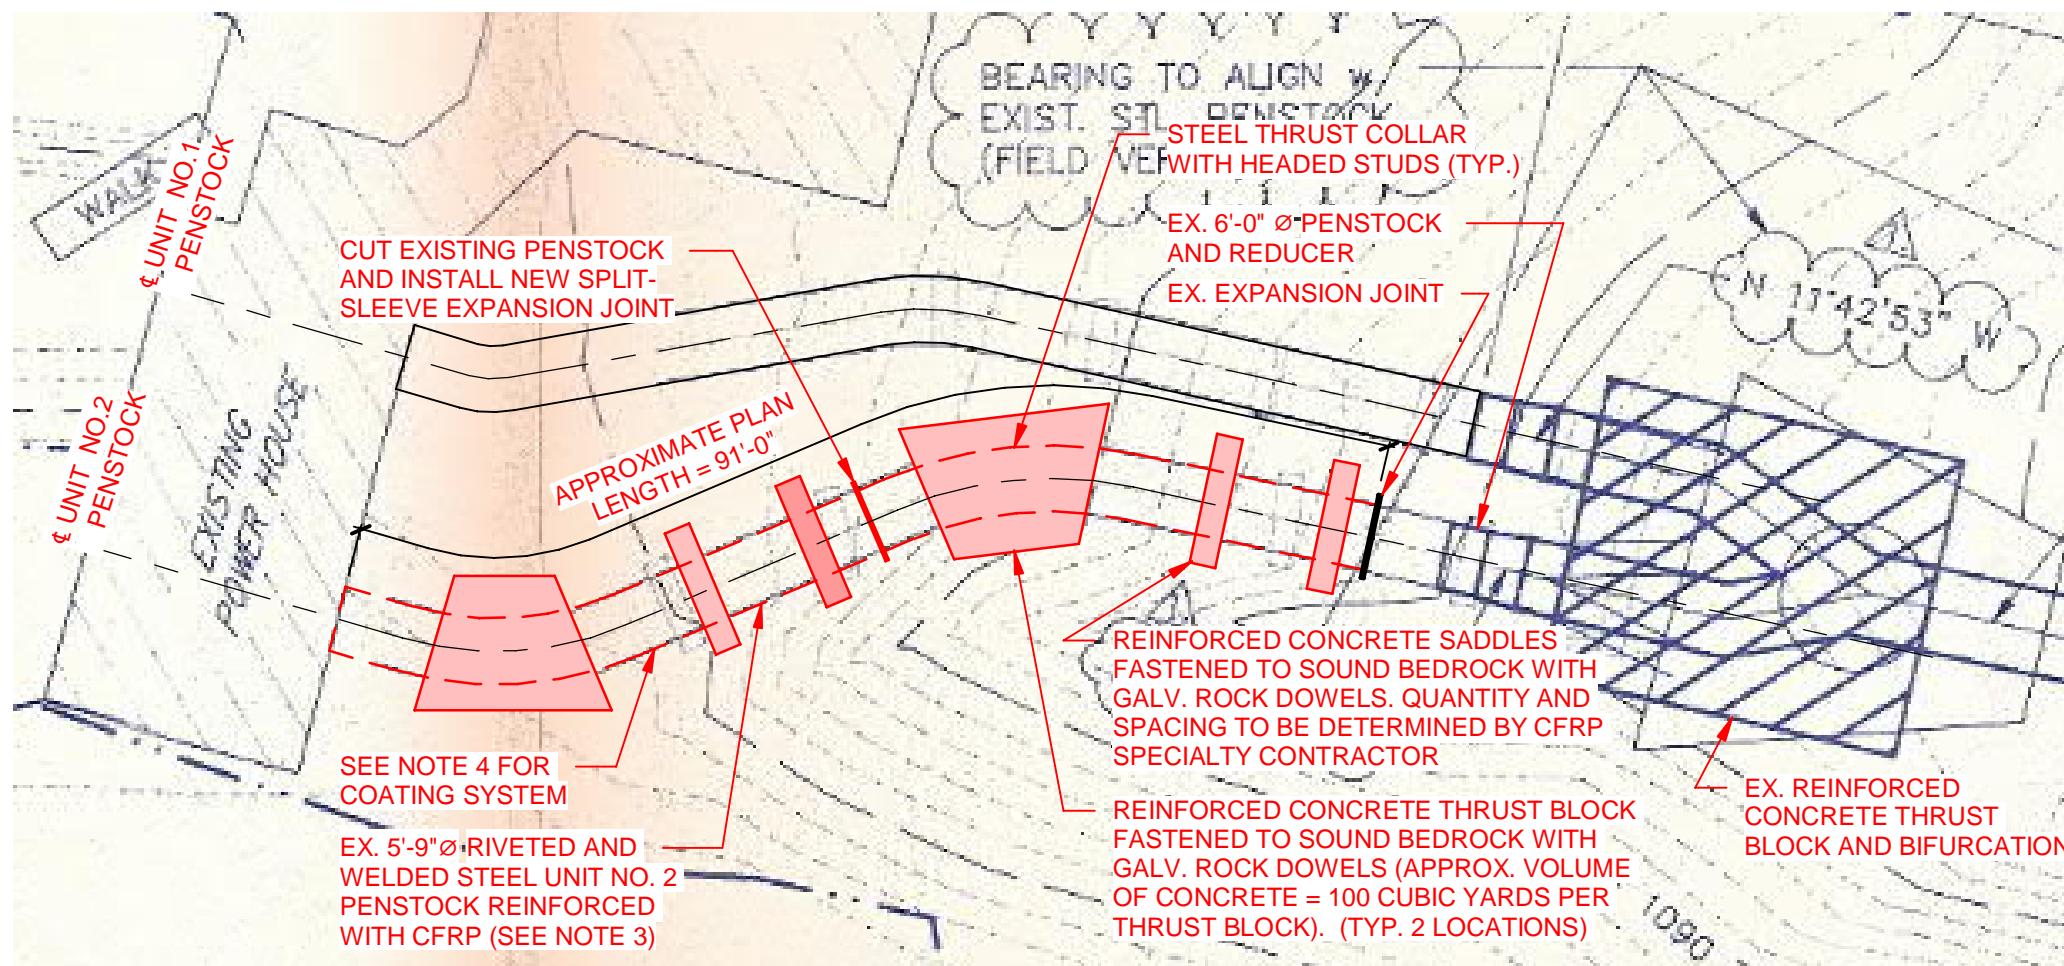 BEARING TO ALIGN w.
EXIST. STL PENSTOCK
(FIELD VER
STEEL THRUST COLLAR
WITH HEADED STUDS (TYP.)
EX. 6'-0" Ø PENSTOCK
AND REDUCER
EX. EXPANSION JOINT
N 17°42'53" W
WALK
℄ UNIT NO.1
PENSTOCK
CUT EXISTING PENSTOCK
AND INSTALL NEW SPLIT-
SLEEVE EXPANSION JOINT
℄ UNIT NO.2
PENSTOCK
EXISTING
POWER HOUSE
APPROXIMATE PLAN
LENGTH = 91'-0"
SEE NOTE 4 FOR
COATING SYSTEM
EX. 5'-9"Ø RIVETED AND
WELDED STEEL UNIT NO. 2
PENSTOCK REINFORCED
WITH CFRP (SEE NOTE 3)
REINFORCED CONCRETE SADDLES
FASTENED TO SOUND BEDROCK WITH
GALV. ROCK DOWELS. QUANTITY AND
SPACING TO BE DETERMINED BY CFRP
SPECIALTY CONTRACTOR
REINFORCED CONCRETE THRUST BLOCK
FASTENED TO SOUND BEDROCK WITH
GALV. ROCK DOWELS (APPROX. VOLUME
OF CONCRETE = 100 CUBIC YARDS PER
THRUST BLOCK). (TYP. 2 LOCATIONS)
EX. REINFORCED
CONCRETE THRUST
BLOCK AND BIFURCATION
1090